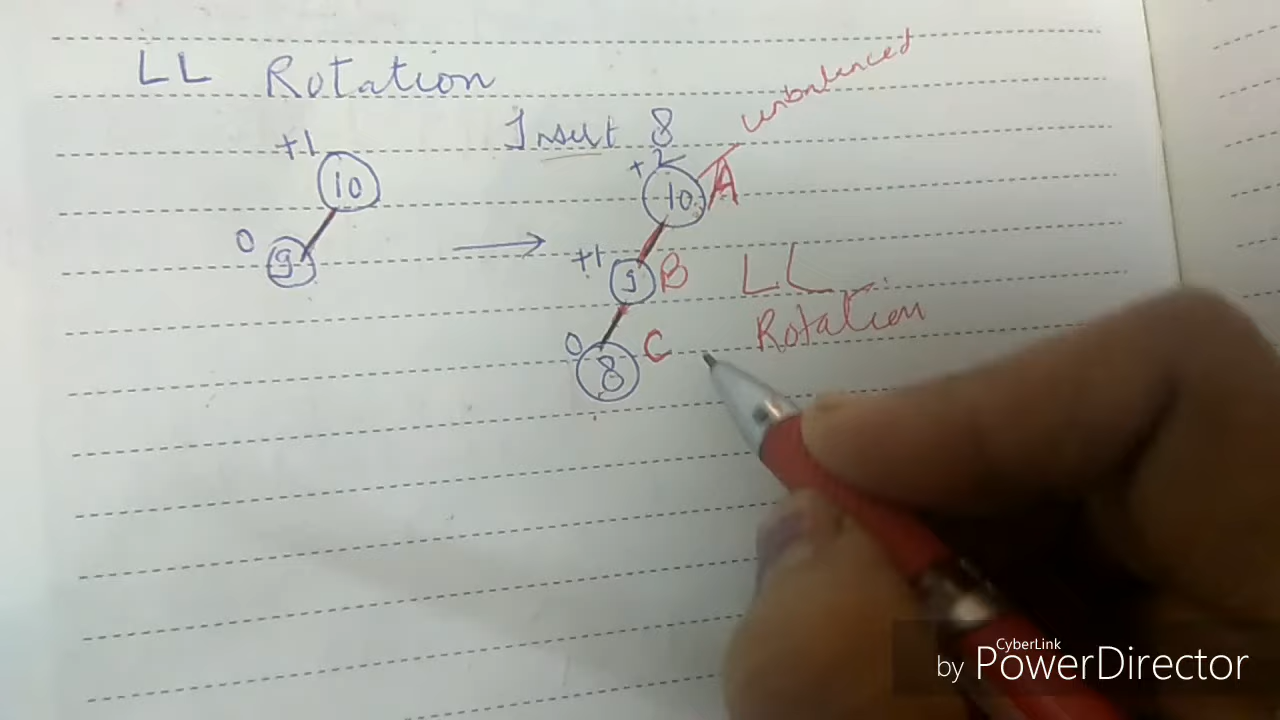 LL Rotation
Insert 8
unbalanced
+1
10
0
9
+2
10 A
+1
9 B
LL
Rotation
0
8 C
CyberLink
by PowerDirector